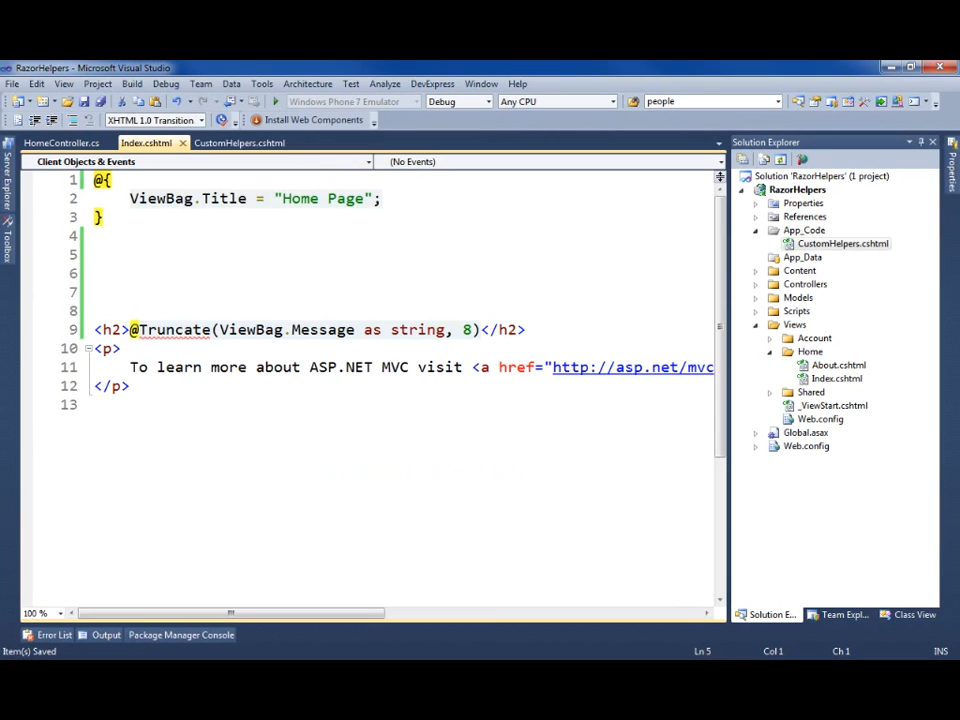 RazorHelpers - Microsoft Visual Studio
File Edit View Project Build Debug Team Data Tools Architecture Test Analyze DevExpress Window Help
Windows Phone 7 Emulator Debug Any CPU people
XHTML 1.0 Transition Install Web Components
HomeController.cs Index.cshtml CustomHelpers.cshtml
Client Objects & Events (No Events)
Server Explorer
Toolbox
1 @{
2 ViewBag.Title = "Home Page";
3 }
4
5
6
7
8
9 <h2>@Truncate(ViewBag.Message as string, 8)</h2>
10 <p>
11 To learn more about ASP.NET MVC visit <a href="http://asp.net/mvc
12 </p>
13
100 %
Solution Explorer
Solution 'RazorHelpers' (1 project)
RazorHelpers
Properties
References
App_Code
CustomHelpers.cshtml
App_Data
Content
Controllers
Models
Scripts
Views
Account
Home
About.cshtml
Index.cshtml
Shared
_ViewStart.cshtml
Web.config
Global.asax
Web.config
Properties
Solution E... Team Expl... Class View
Error List Output Package Manager Console
Item(s) Saved Ln 5 Col 1 Ch 1 INS